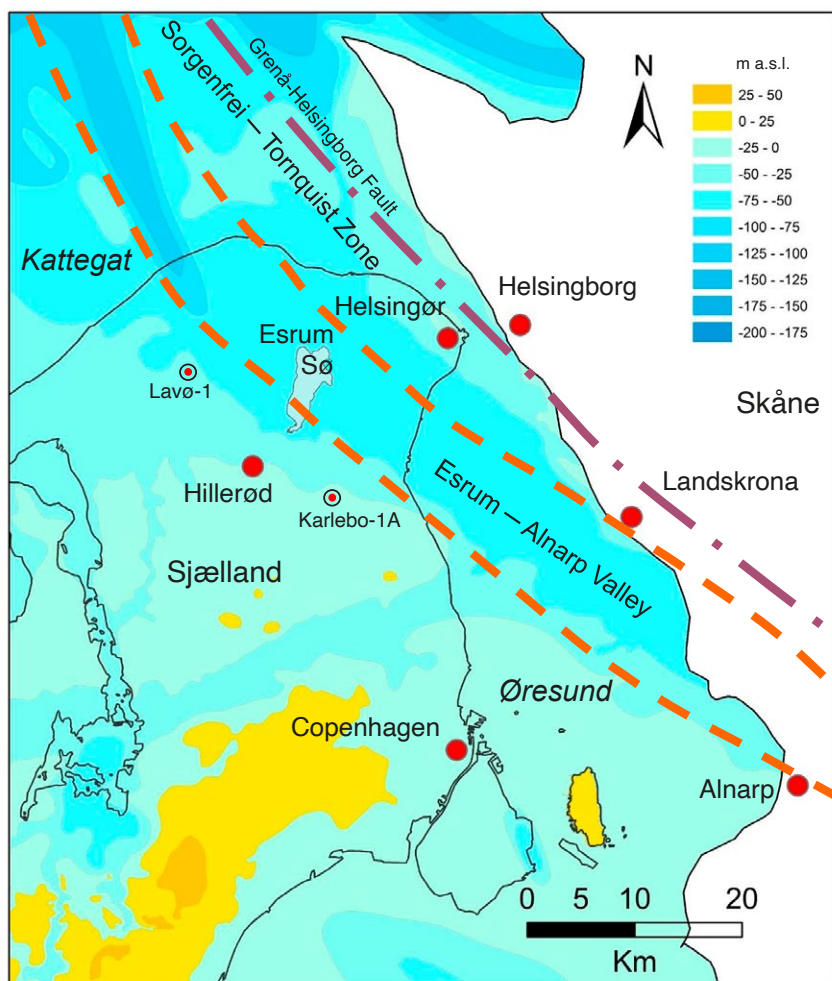 Sorgenfrei – Tornquist Zone
Grenå-Helsingborg Fault
N
m a.s.l.
25 - 50
0 - 25
-25 - 0
-50 - -25
-75 - -50
-100 - -75
-125 - -100
-150 - -125
-175 - -150
-200 - -175
Kattegat
Helsingør
Helsingborg
Esrum
Sø
Lavø-1
Skåne
Hillerød
Karlebo-1A
Landskrona
Esrum – Alnarp Valley
Sjælland
Øresund
Copenhagen
Alnarp
0 10 20
Km